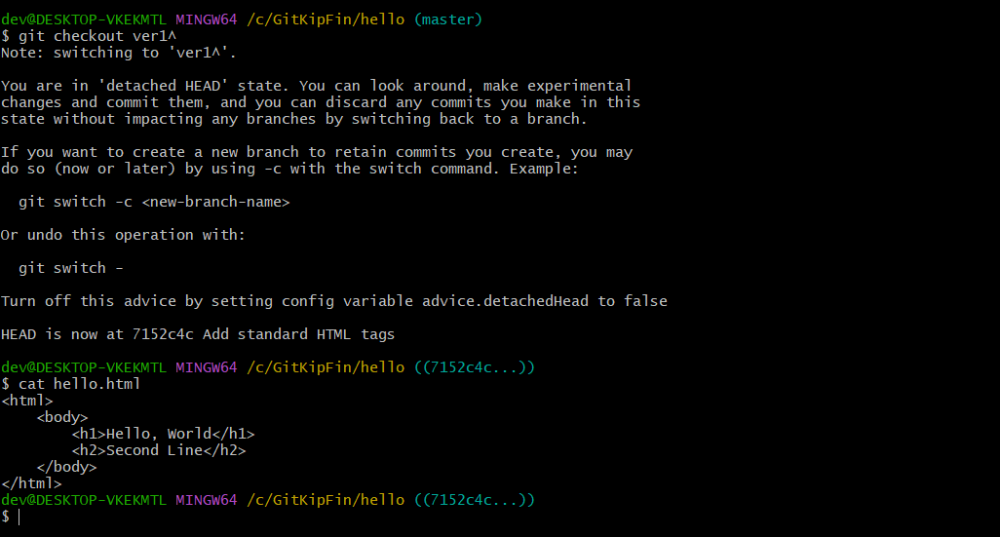 dev@DESKTOP-VKEKMTL MINGW64 /c/GitKipFin/hello (master)
$ git checkout ver1^
Note: switching to 'ver1^'.

You are in 'detached HEAD' state. You can look around, make experimental
changes and commit them, and you can discard any commits you make in this
state without impacting any branches by switching back to a branch.

If you want to create a new branch to retain commits you create, you may
do so (now or later) by using -c with the switch command. Example:

  git switch -c <new-branch-name>

Or undo this operation with:

  git switch -

Turn off this advice by setting config variable advice.detachedHead to false

HEAD is now at 7152c4c Add standard HTML tags

dev@DESKTOP-VKEKMTL MINGW64 /c/GitKipFin/hello ((7152c4c...))
$ cat hello.html
<html>
    <body>
        <h1>Hello, World</h1>
        <h2>Second Line</h2>
    </body>
</html>
dev@DESKTOP-VKEKMTL MINGW64 /c/GitKipFin/hello ((7152c4c...))
$